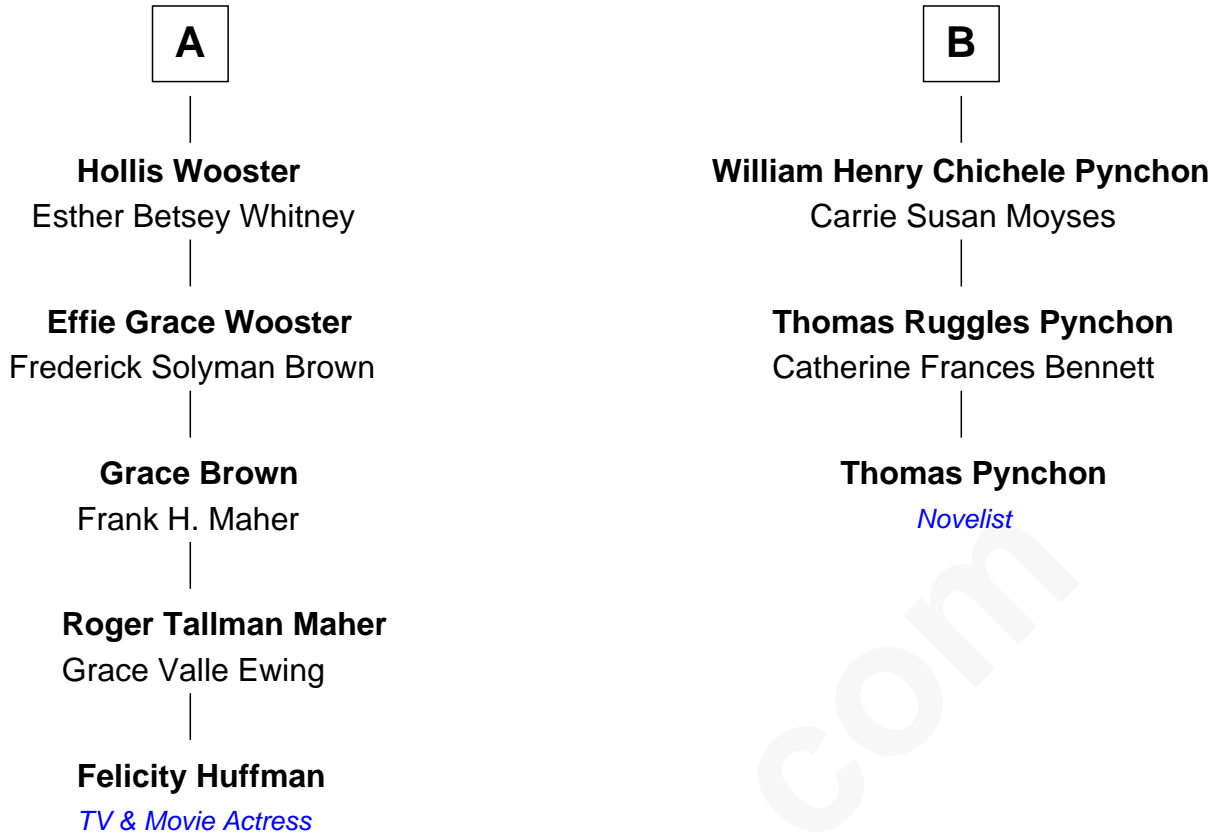 A
Hollis Wooster
Esther Betsey Whitney
Effie Grace Wooster
Frederick Solyman Brown
Grace Brown
Frank H. Maher
Roger Tallman Maher
Grace Valle Ewing
Felicity Huffman
TV & Movie Actress
B
William Henry Chichele Pynchon
Carrie Susan Moyses
Thomas Ruggles Pynchon
Catherine Frances Bennett
Thomas Pynchon
Novelist
com